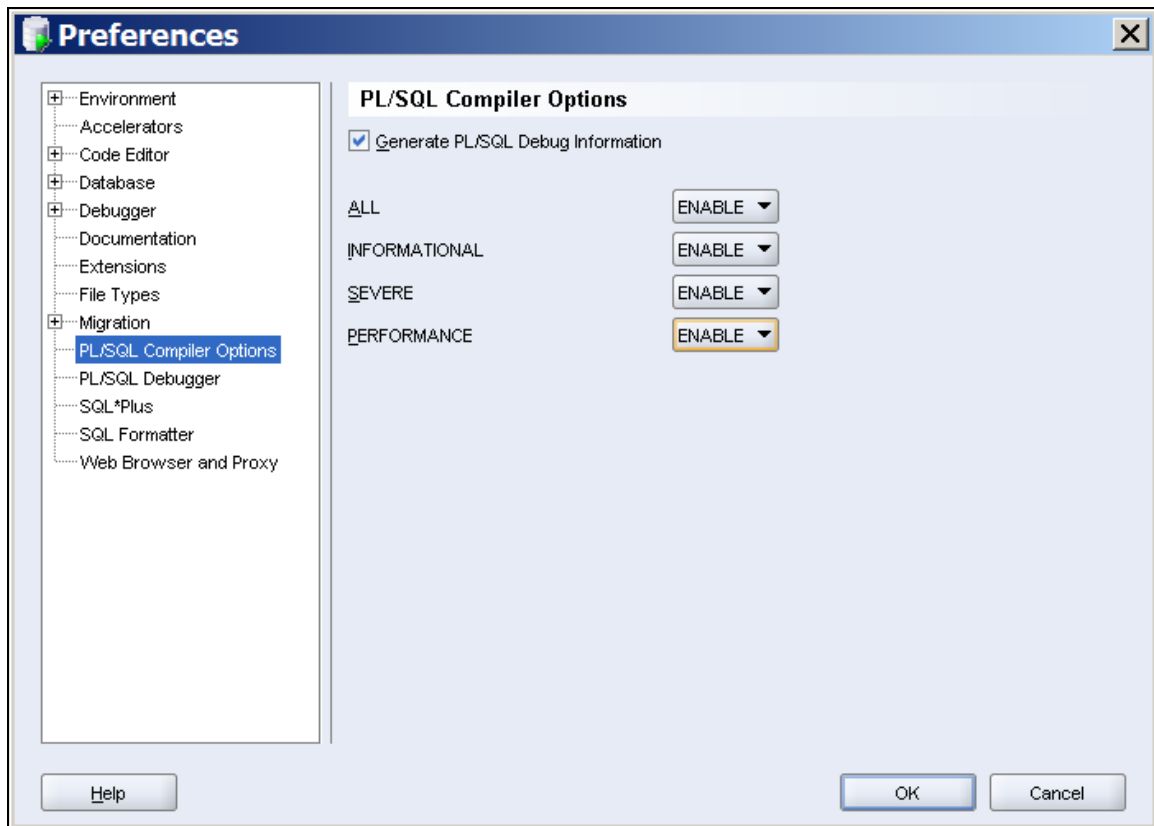 Preferences
Environment
Accelerators
Code Editor
Database
Debugger
Documentation
Extensions
File Types
Migration
PL/SQL Compiler Options
PL/SQL Debugger
SQL*Plus
SQL Formatter
Web Browser and Proxy
PL/SQL Compiler Options
Generate PL/SQL Debug Information
ALL ENABLE
INFORMATIONAL ENABLE
SEVERE ENABLE
PERFORMANCE ENABLE
Help OK Cancel